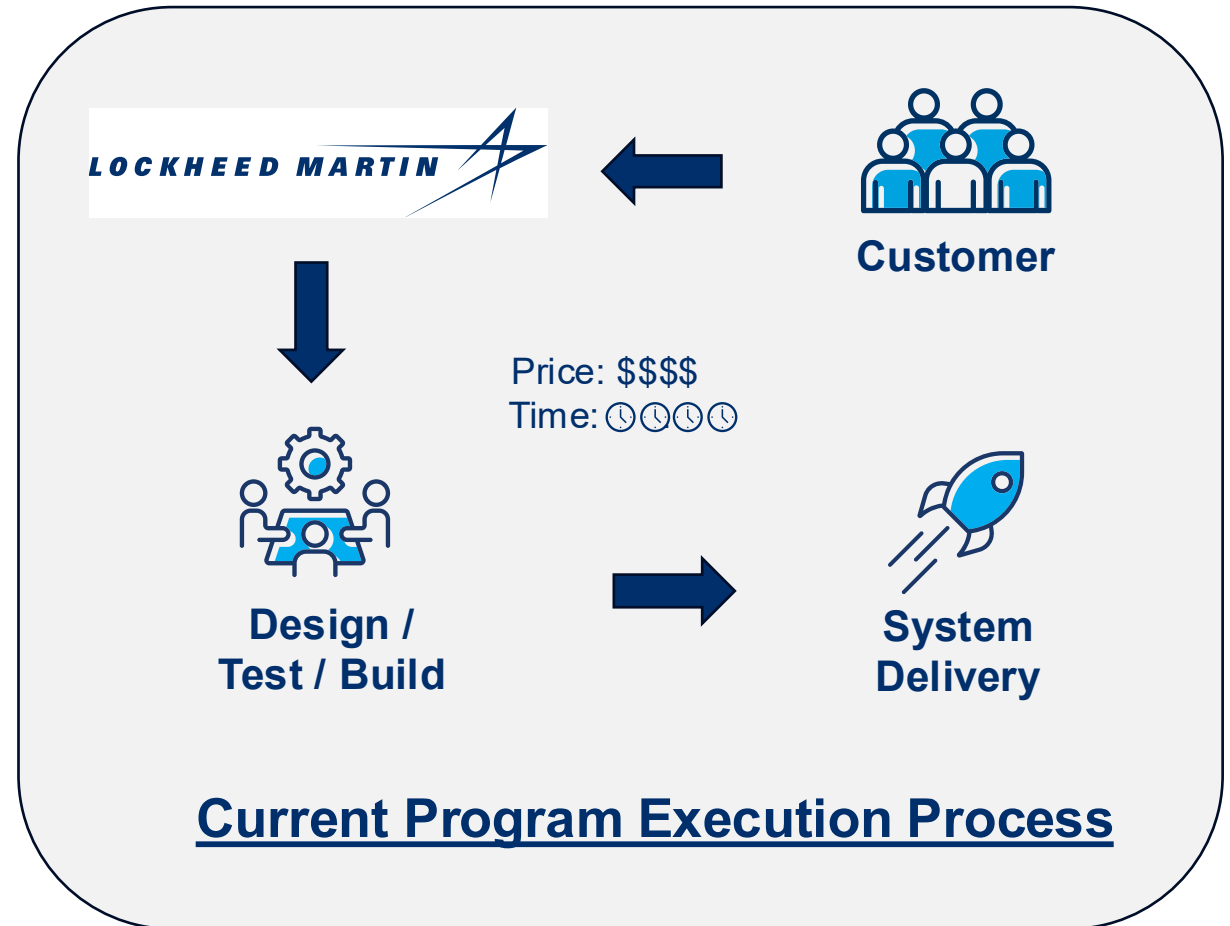 LOCKHEED MARTIN
Customer
Price: $$$$
Time: 🕓🕓🕓🕓
Design /
Test / Build
System
Delivery
Current Program Execution Process